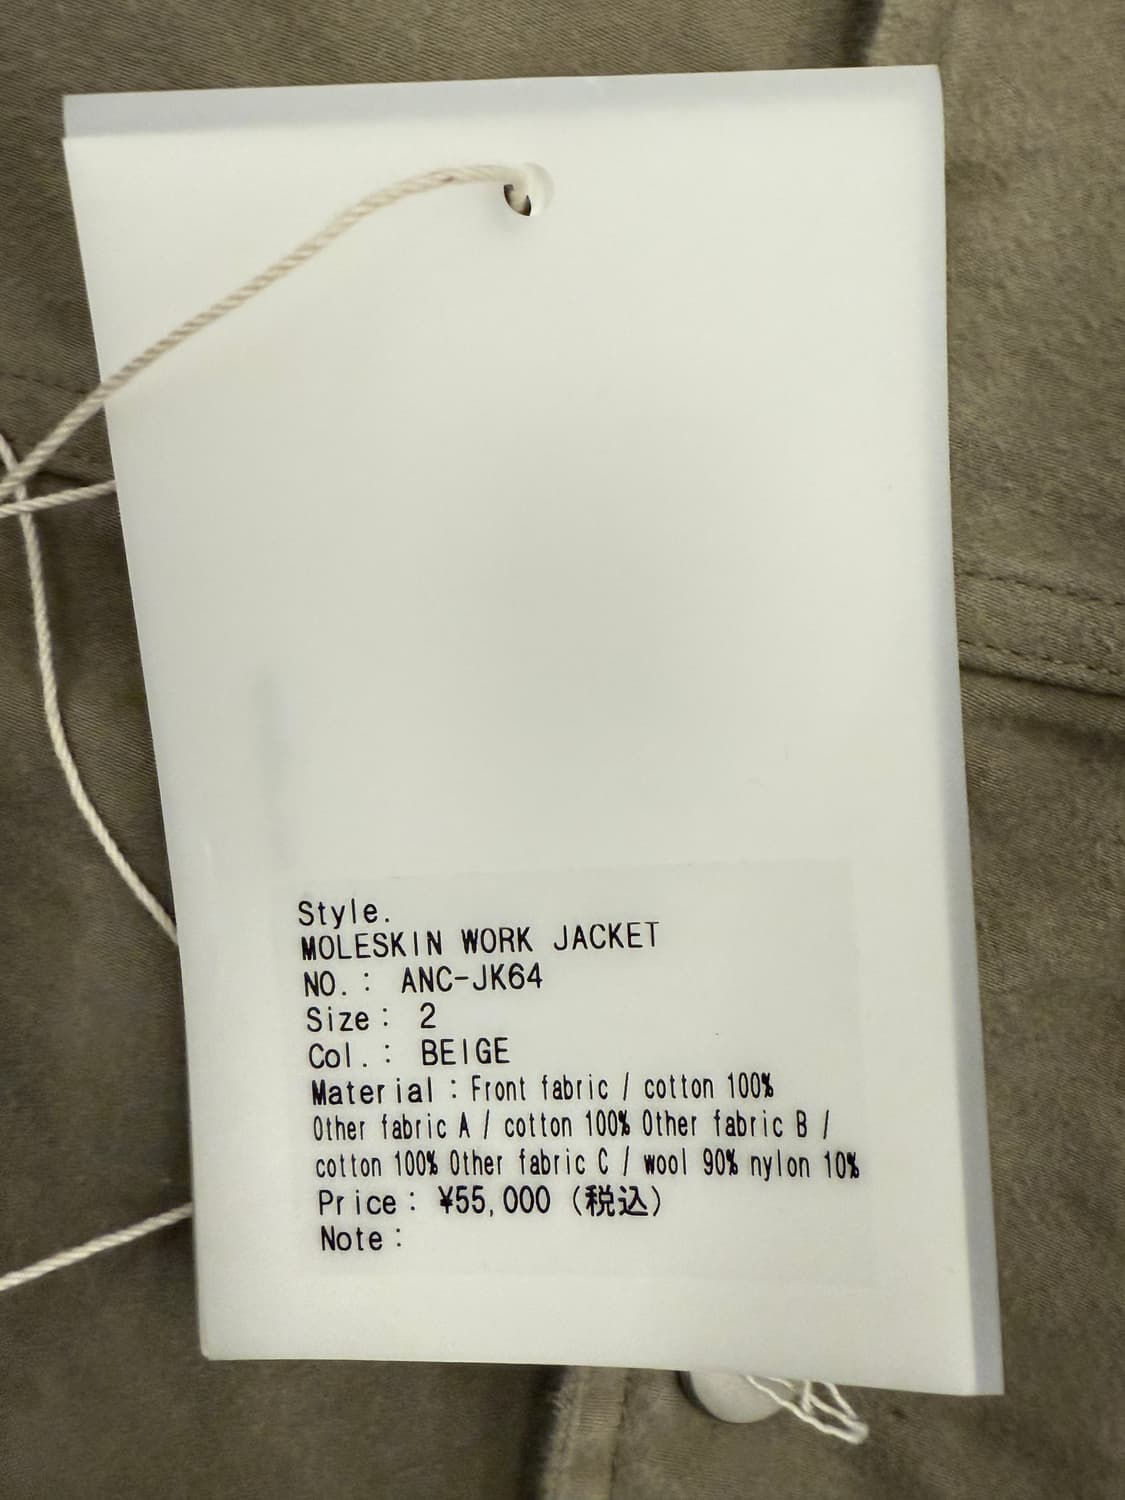 Style.
MOLESKIN WORK JACKET
NO.: ANC-JK64
Size: 2
Col.: BEIGE
Material: Front fabric / cotton 100%
Other fabric A / cotton 100% Other fabric B /
cotton 100% Other fabric C / wool 90% nylon 10%
Price: ¥55,000 (税込)
Note: